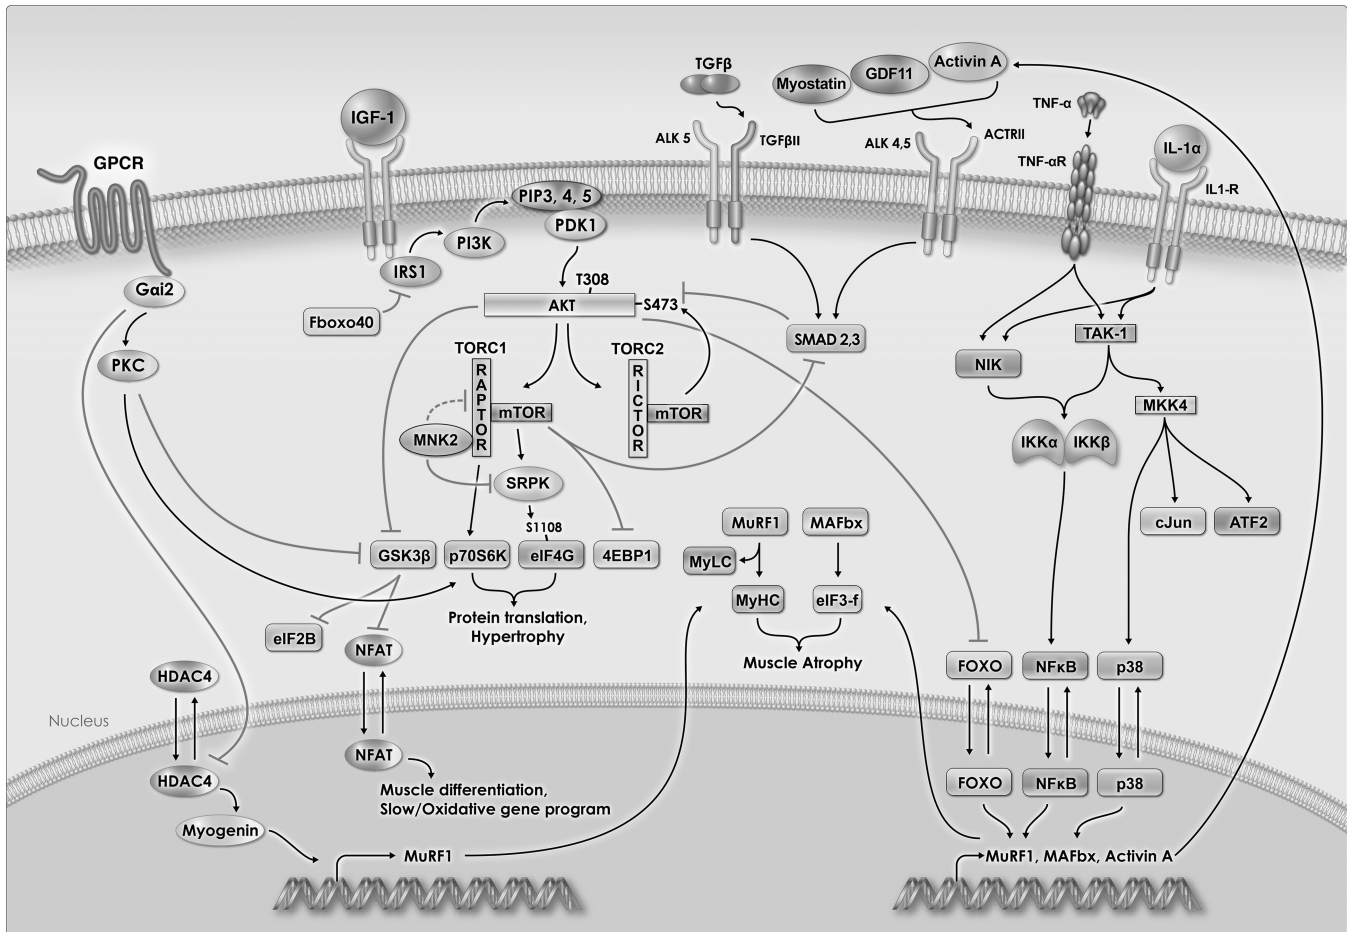 TGFβ
Myostatin
GDF11
Activin A
TNF-α
IGF-1
ALK 5
TGFβII
ALK 4,5
ACTRII
IL-1α
GPCR
TNF-αR
IL1-R
PIP3, 4, 5
PDK1
PI3K
IRS1
Gαi2
Fboxo40
T308
AKT
S473
SMAD 2,3
TAK-1
PKC
NIK
TORC1
TORC2
RAPTOR
mTOR
RICTOR
mTOR
MKK4
MNK2
IKKα
IKKβ
SRPK
S1108
cJun
ATF2
MuRF1
MAFbx
GSK3β
p70S6K
eIF4G
4EBP1
MyLC
MyHC
eIF3-f
Protein translation,
Hypertrophy
eIF2B
NFAT
Muscle Atrophy
FOXO
NFκB
p38
HDAC4
Nucleus
NFAT
HDAC4
FOXO
NFκB
p38
Muscle differentiation,
Slow/Oxidative gene program
Myogenin
MuRF1
MuRF1, MAFbx, Activin A